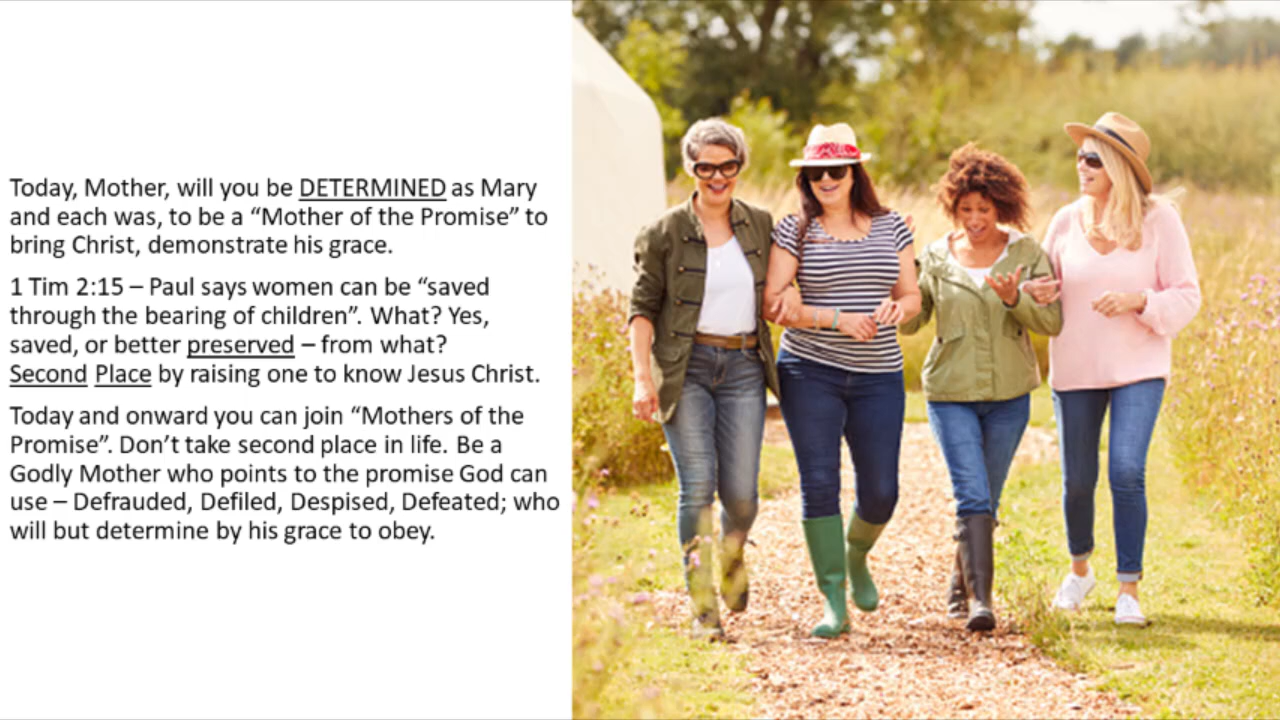 Today, Mother, will you be DETERMINED as Mary
and each was, to be a “Mother of the Promise” to
bring Christ, demonstrate his grace.
1 Tim 2:15 – Paul says women can be “saved
through the bearing of children”. What? Yes,
saved, or better preserved – from what?
Second Place by raising one to know Jesus Christ.
Today and onward you can join “Mothers of the
Promise”. Don’t take second place in life. Be a
Godly Mother who points to the promise God can
use – Defrauded, Defiled, Despised, Defeated; who
will but determine by his grace to obey.